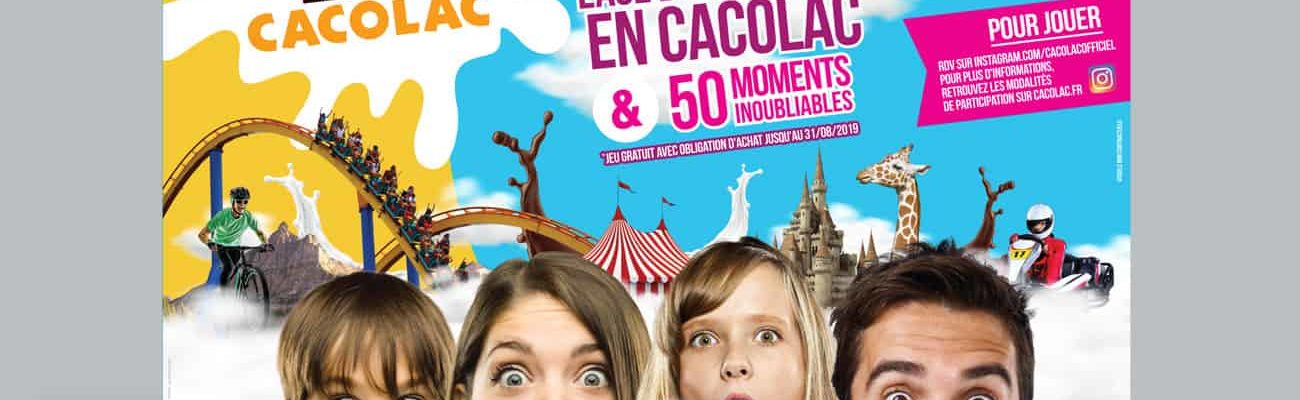 CACOLAC
EN CACOLAC
& 50 MOMENTS
INOUBLIABLES
*JEU GRATUIT AVEC OBLIGATION D'ACHAT JUSQU'AU 31/08/2019
POUR JOUER
RDV SUR INSTAGRAM.COM/CACOLACOFFICIEL
POUR PLUS D'INFORMATIONS.
RETROUVEZ LES MODALITÉS
DE PARTICIPATION SUR CACOLAC.FR
17